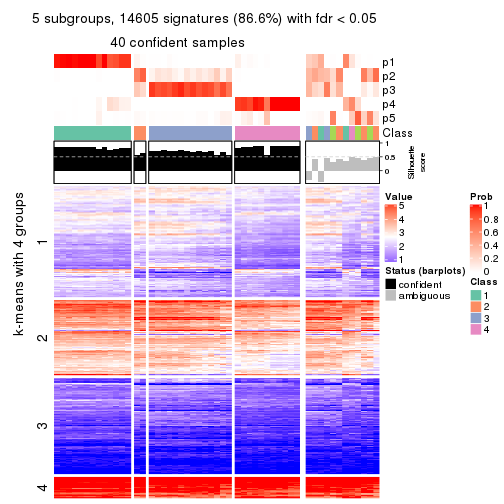 5 subgroups, 14605 signatures (86.6%) with fdr < 0.05
40 confident samples
p1
p2
p3
p4
p5
Class
1
0.5
0
Silhouette
score
k-means with 4 groups
1
2
3
4
Value
5
4
3
2
1
Status (barplots)
confident
ambiguous
Prob
1
0.8
0.6
0.4
0.2
0
Class
1
2
3
4